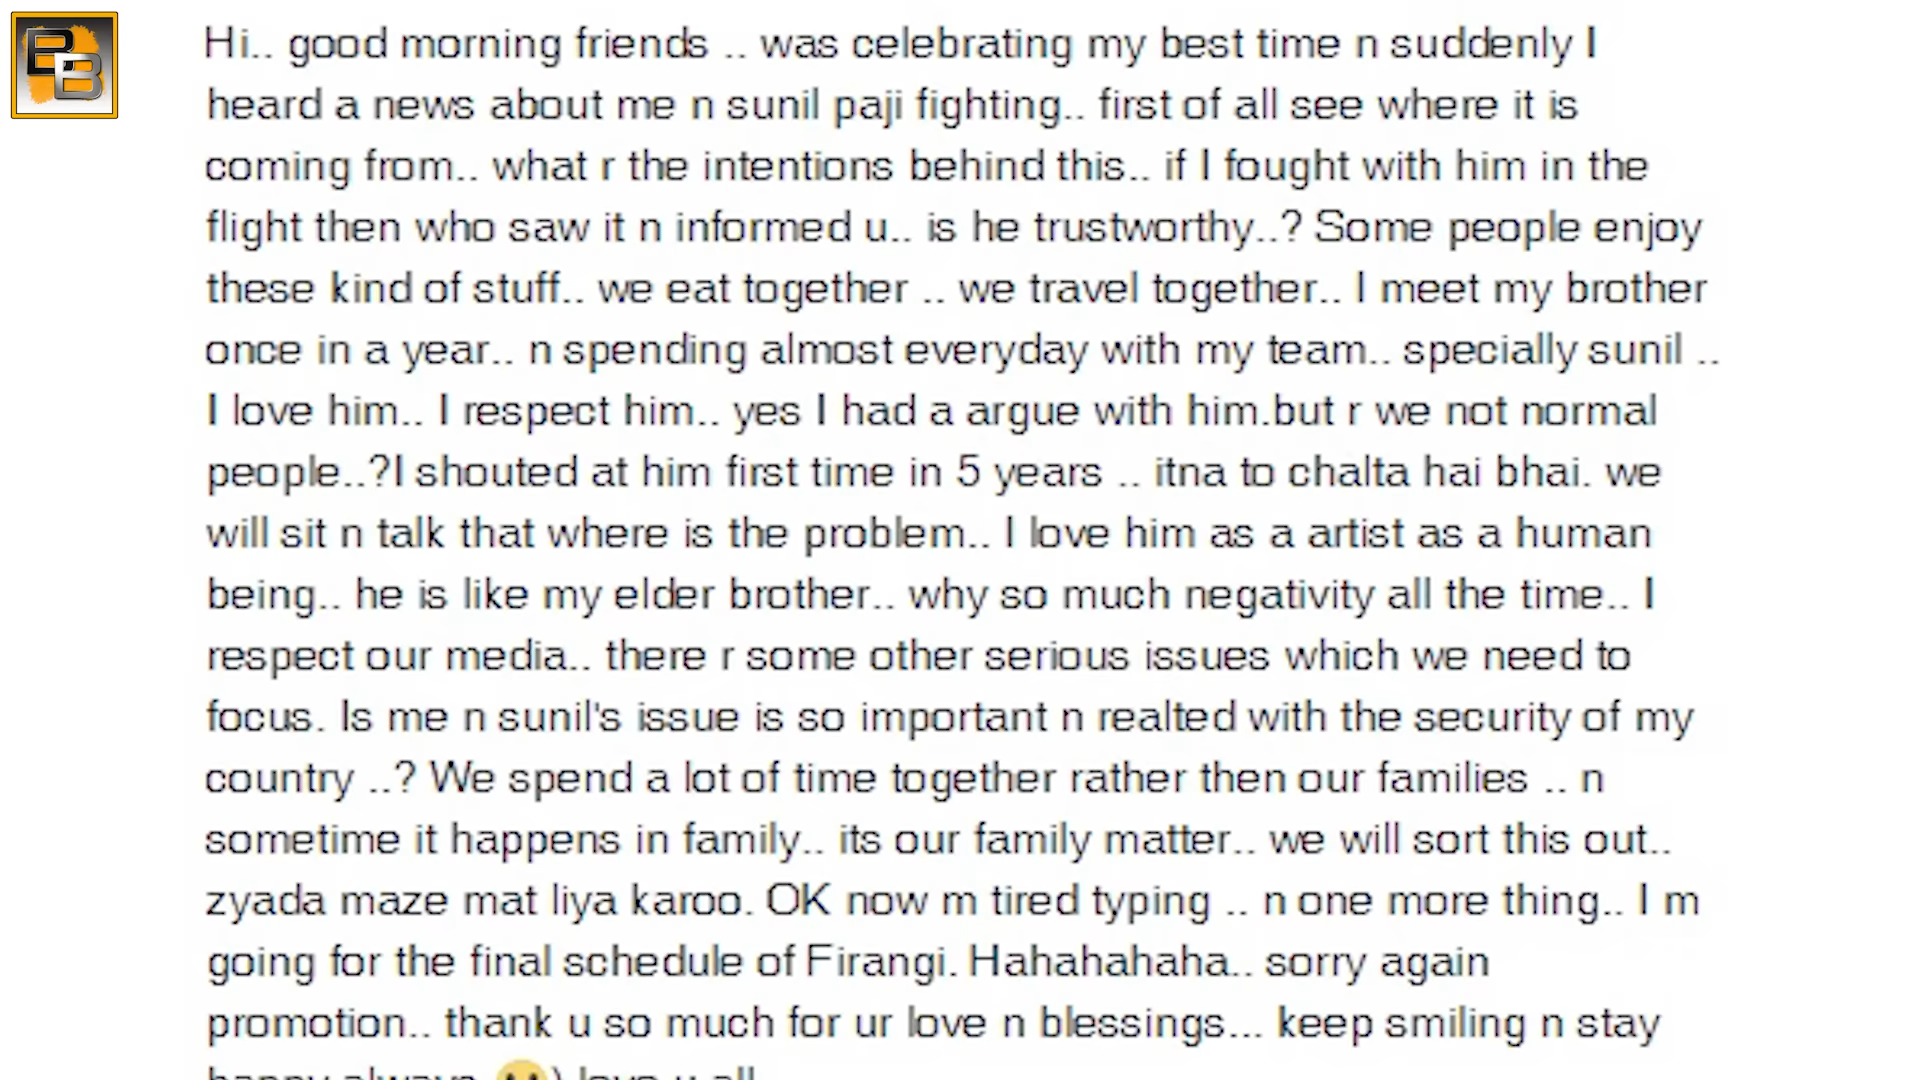 BB
Hi.. good morning friends .. was celebrating my best time n suddenly I
heard a news about me n sunil paji fighting.. first of all see where it is
coming from.. what r the intentions behind this.. if I fought with him in the
flight then who saw it n informed u.. is he trustworthy..? Some people enjoy
these kind of stuff.. we eat together .. we travel together.. I meet my brother
once in a year.. n spending almost everyday with my team.. specially sunil ..
I love him.. I respect him.. yes I had a argue with him.but r we not normal
people..?I shouted at him first time in 5 years .. itna to chalta hai bhai. we
will sit n talk that where is the problem.. I love him as a artist as a human
being.. he is like my elder brother.. why so much negativity all the time.. I
respect our media.. there r some other serious issues which we need to
focus. Is me n sunil's issue is so important n realted with the security of my
country ..? We spend a lot of time together rather then our families .. n
sometime it happens in family.. its our family matter.. we will sort this out..
zyada maze mat liya karoo. OK now m tired typing .. n one more thing.. I m
going for the final schedule of Firangi. Hahahahaha.. sorry again
promotion.. thank u so much for ur love n blessings... keep smiling n stay
happy always 🙂) love u all